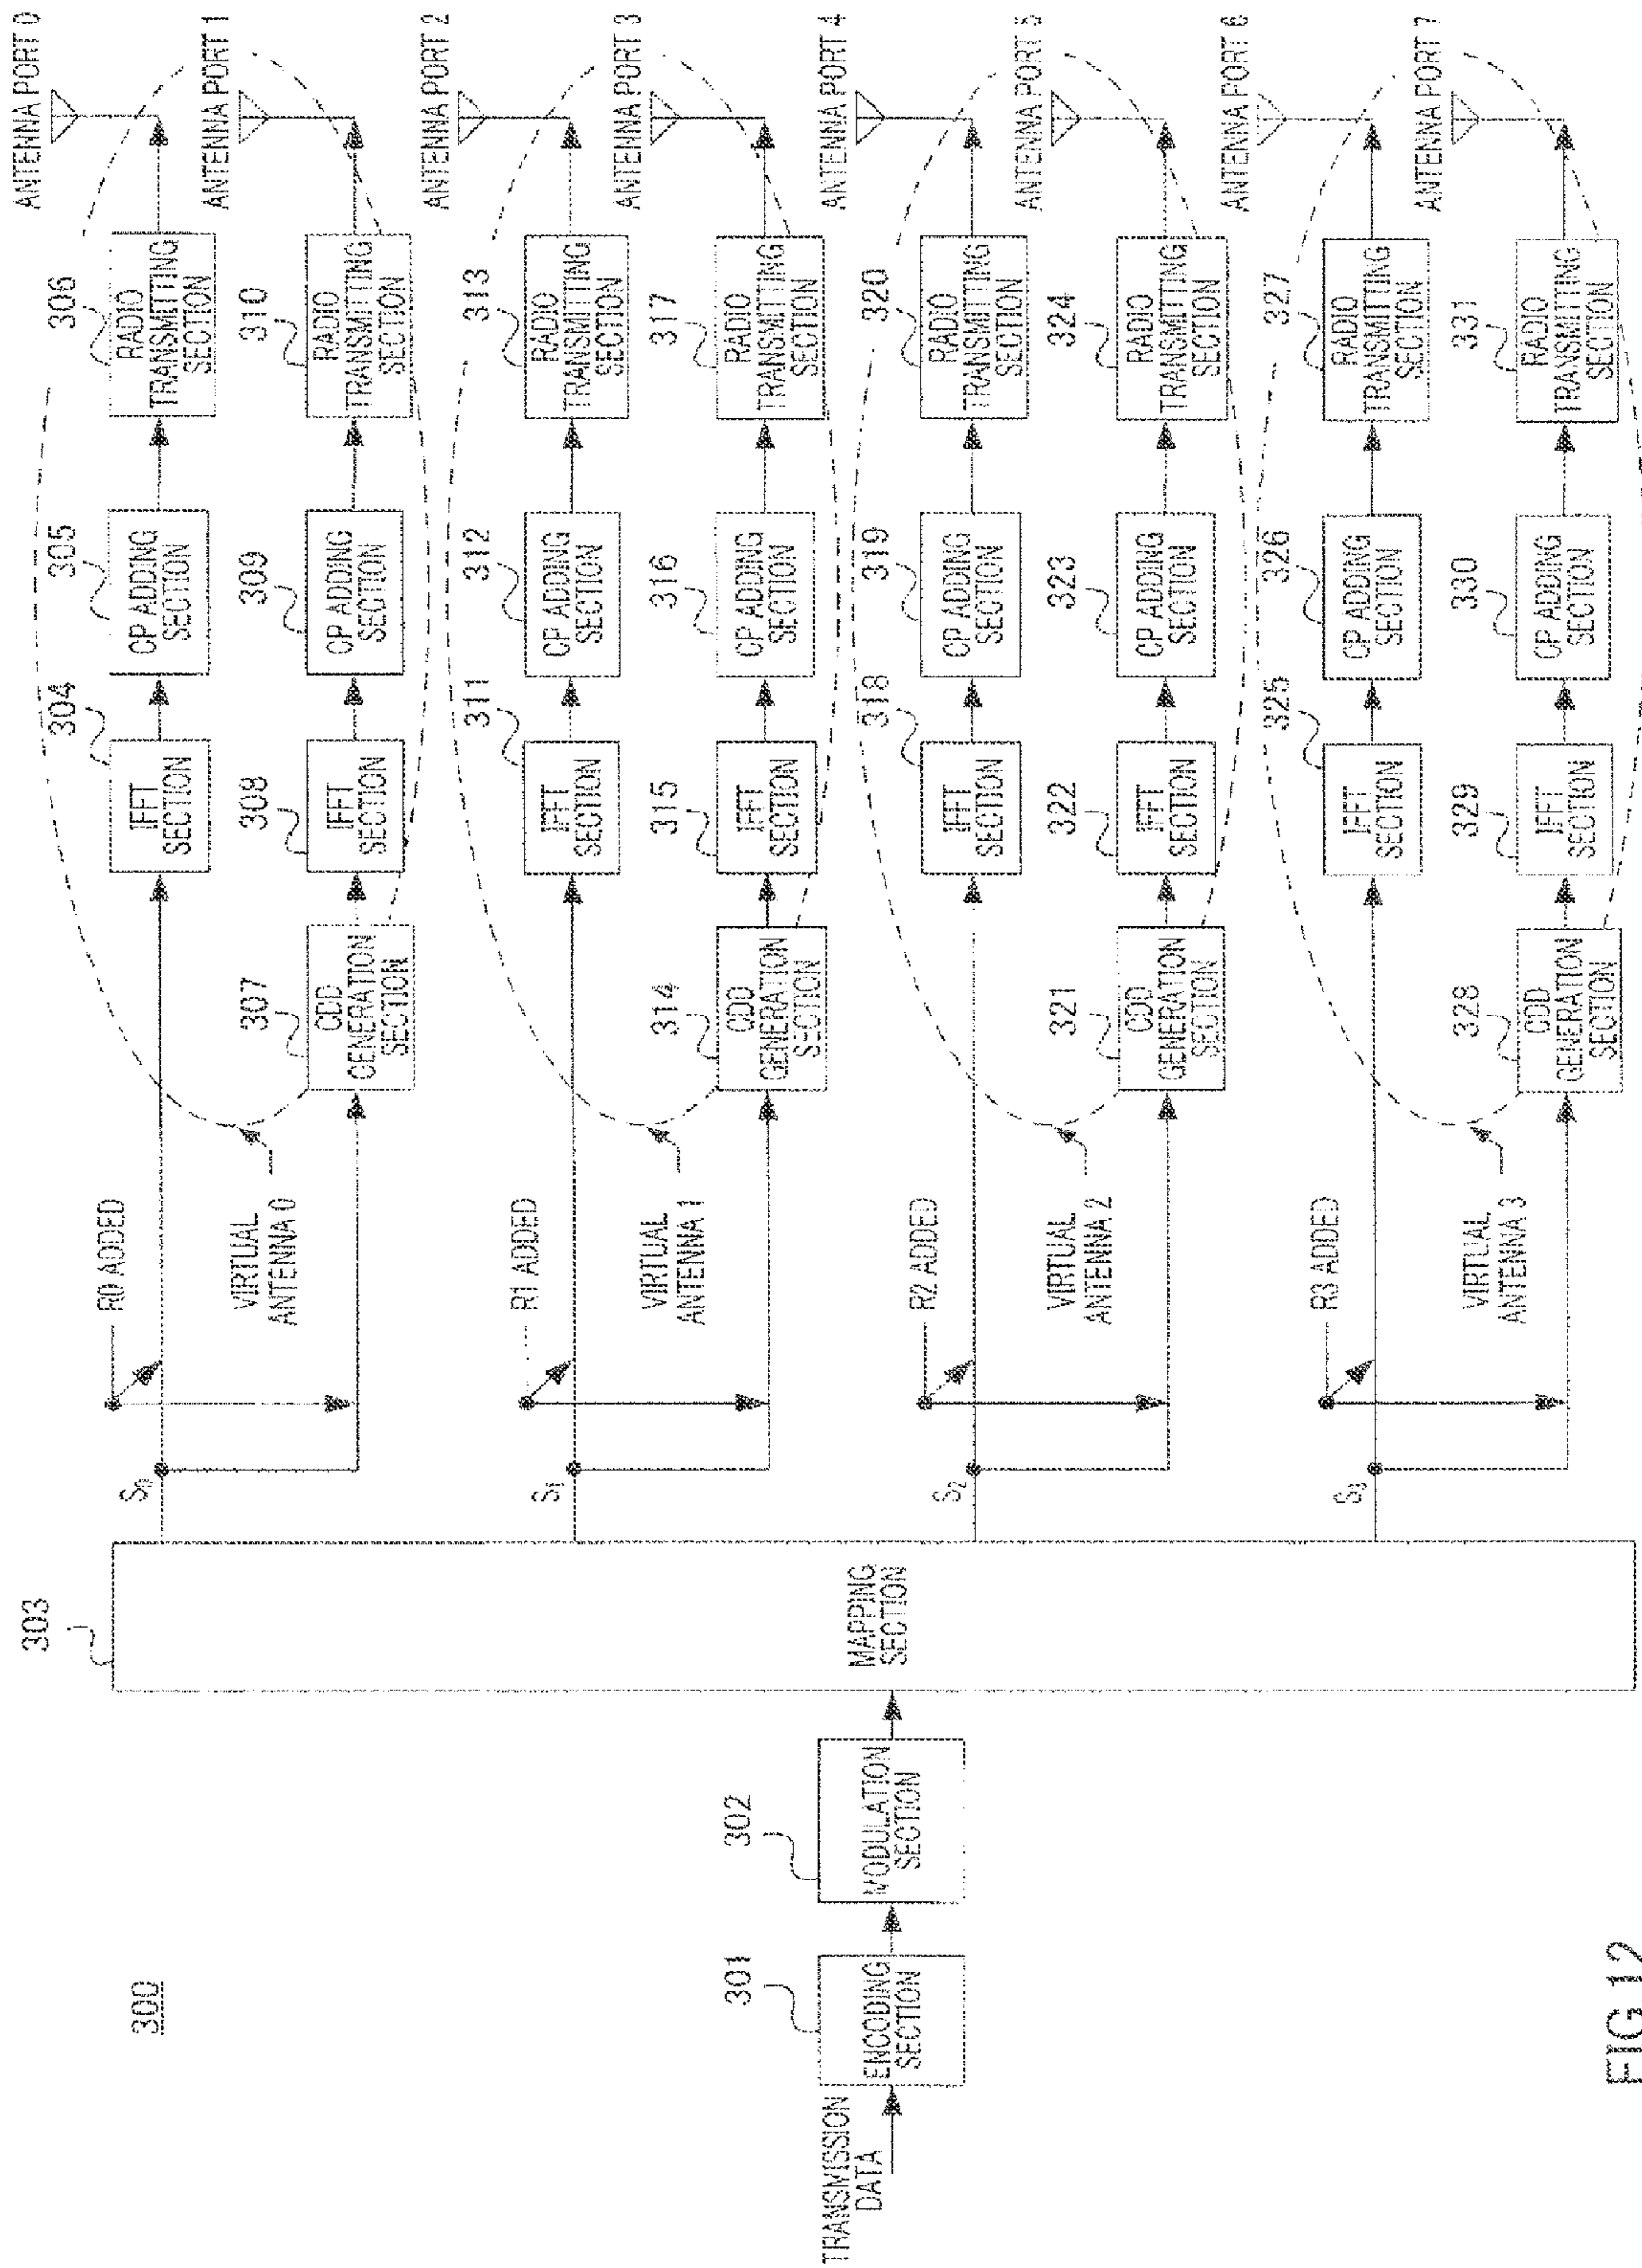 300
TRANSMISSION
DATA
301
ENCODING
SECTION
302
MODULATION
SECTION
303
MAPPING
SECTION
S0
R0 ADDED
VIRTUAL
ANTENNA 0
304
IFFT
SECTION
305
CP ADDING
SECTION
306
RADIO
TRANSMITTING
SECTION
ANTENNA PORT 0
307
CDD
GENERATION
SECTION
308
IFFT
SECTION
309
CP ADDING
SECTION
310
RADIO
TRANSMITTING
SECTION
ANTENNA PORT 1
S1
R1 ADDED
VIRTUAL
ANTENNA 1
311
IFFT
SECTION
312
CP ADDING
SECTION
313
RADIO
TRANSMITTING
SECTION
ANTENNA PORT 2
314
CDD
GENERATION
SECTION
315
IFFT
SECTION
316
CP ADDING
SECTION
317
RADIO
TRANSMITTING
SECTION
ANTENNA PORT 3
S2
R2 ADDED
VIRTUAL
ANTENNA 2
318
IFFT
SECTION
319
CP ADDING
SECTION
320
RADIO
TRANSMITTING
SECTION
ANTENNA PORT 4
321
CDD
GENERATION
SECTION
322
IFFT
SECTION
323
CP ADDING
SECTION
324
RADIO
TRANSMITTING
SECTION
ANTENNA PORT 5
S3
R3 ADDED
VIRTUAL
ANTENNA 3
325
IFFT
SECTION
326
CP ADDING
SECTION
327
RADIO
TRANSMITTING
SECTION
ANTENNA PORT 6
328
CDD
GENERATION
SECTION
329
IFFT
SECTION
330
CP ADDING
SECTION
331
RADIO
TRANSMITTING
SECTION
ANTENNA PORT 7
FIG.12